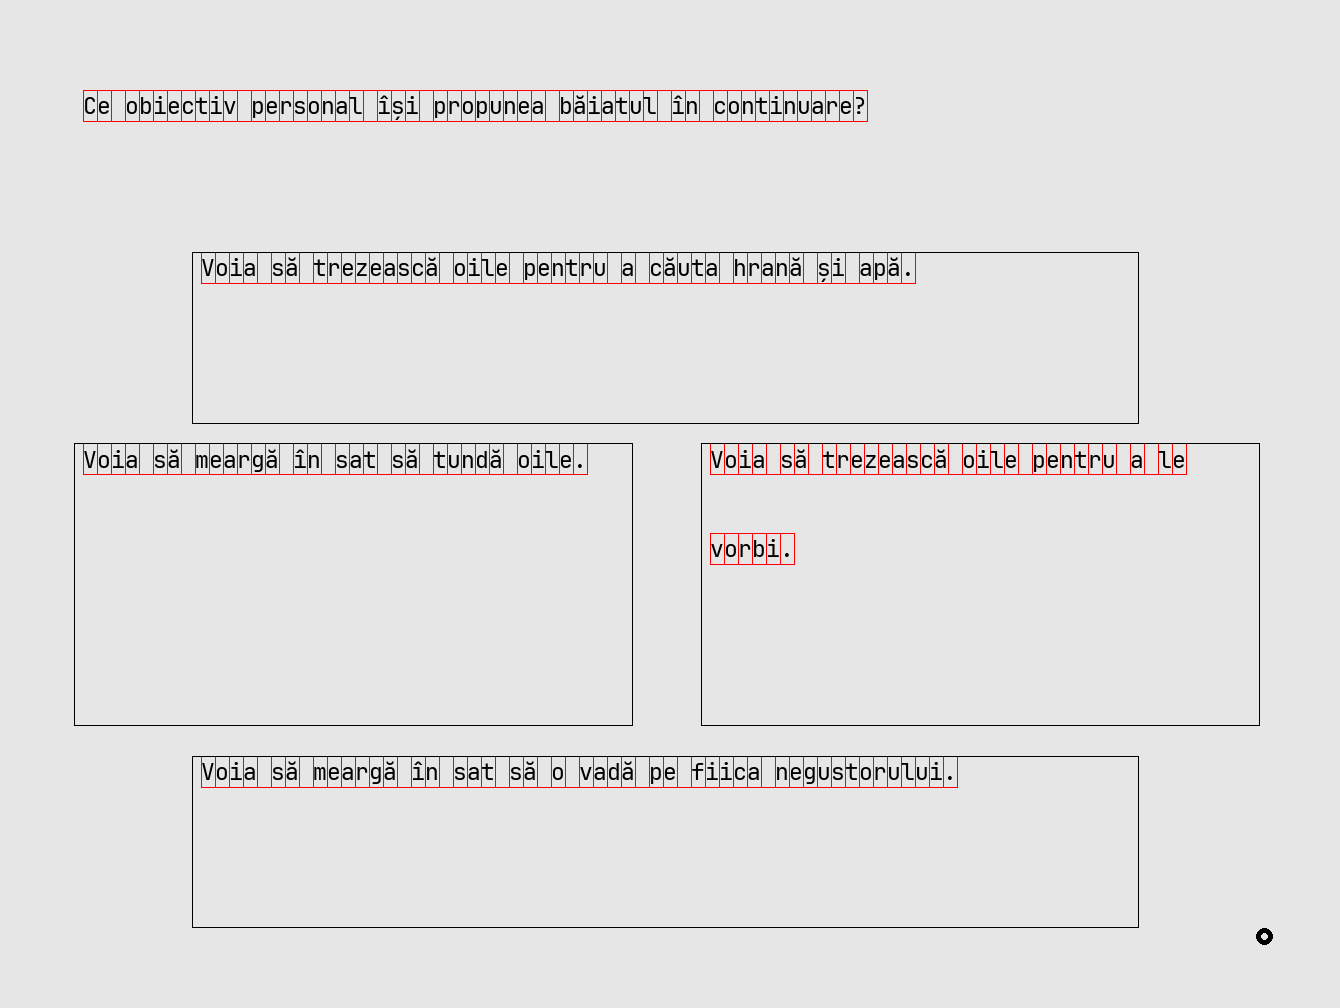 Ce obiectiv personal își propunea băiatul în continuare?
Voia să trezească oile pentru a căuta hrană și apă.
Voia să meargă în sat să tundă oile.
Voia să trezească oile pentru a le
vorbi.
Voia să meargă în sat să o vadă pe fiica negustorului.